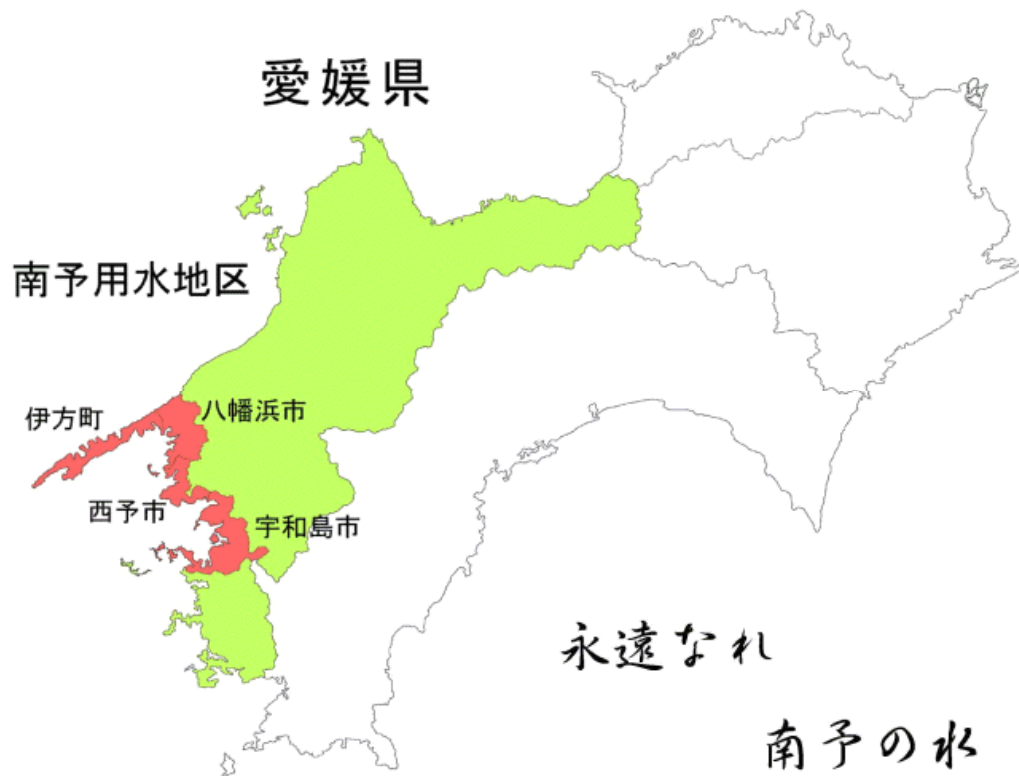 愛媛県
南予用水地区
伊方町
八幡浜市
西予市
宇和島市
永遠なれ
南予の水